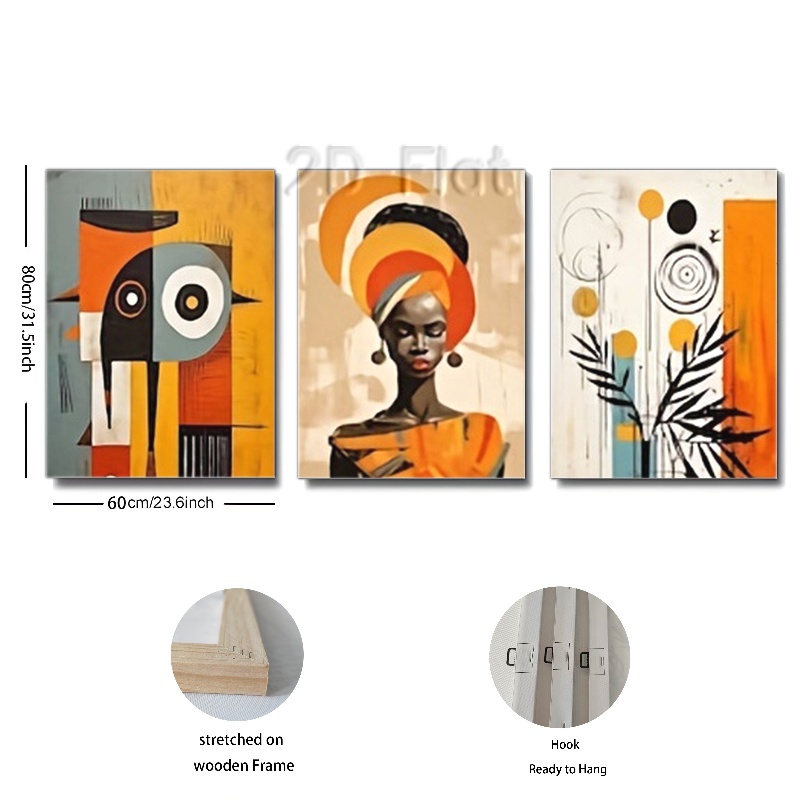 2D Flat
80cm/31.5inch
60cm/23.6inch
stretched on
wooden Frame
Hook
Ready to Hang